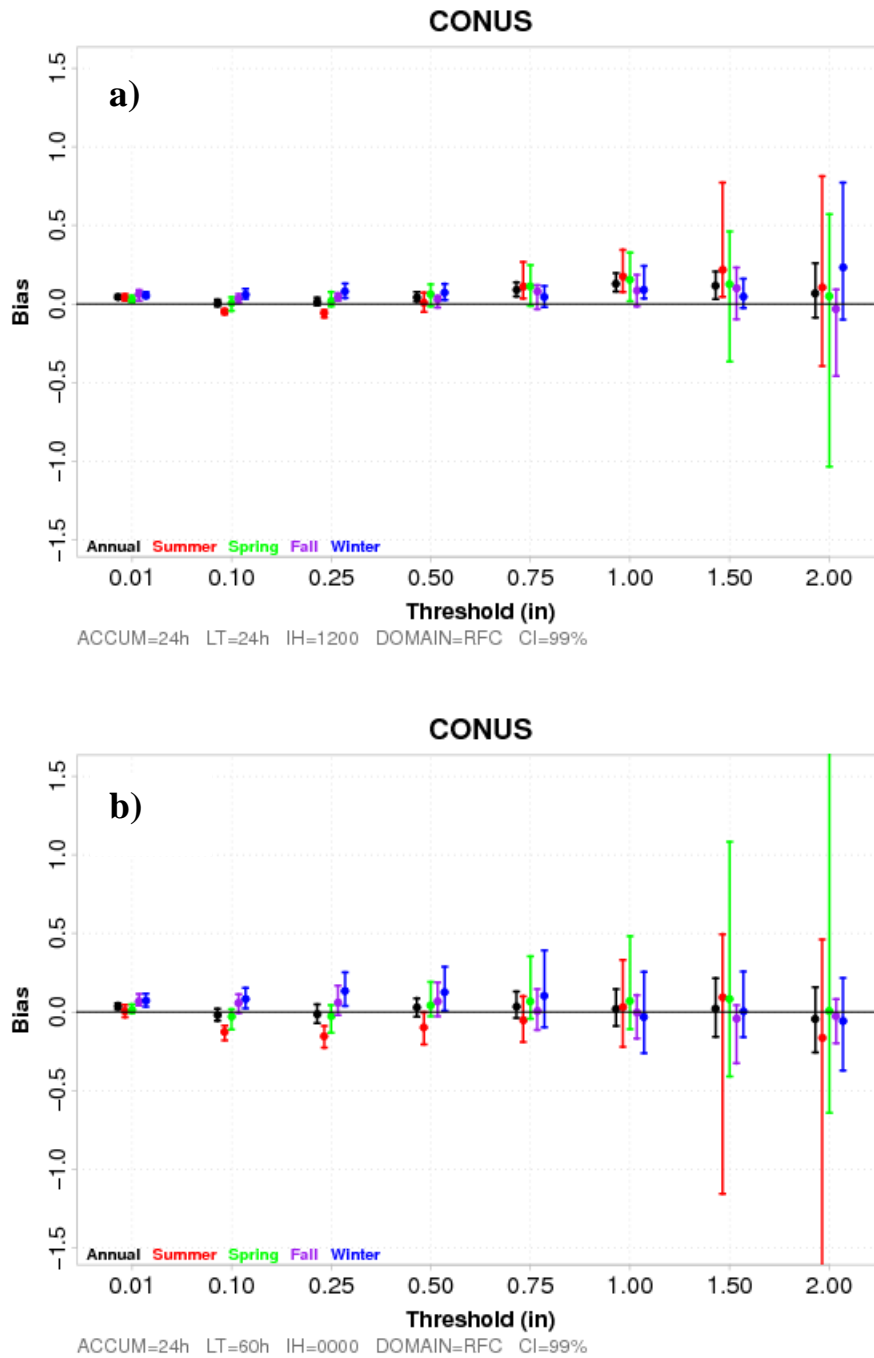 CONUS
a)
1.5
1.0
0.5
0.0
−0.5
−1.0
−1.5
Bias
Annual Summer Spring Fall Winter
0.01 0.10 0.25 0.50 0.75 1.00 1.50 2.00
Threshold (in)
ACCUM=24h LT=24h IH=1200 DOMAIN=RFC CI=99%
CONUS
b)
1.5
1.0
0.5
0.0
−0.5
−1.0
−1.5
Bias
Annual Summer Spring Fall Winter
0.01 0.10 0.25 0.50 0.75 1.00 1.50 2.00
Threshold (in)
ACCUM=24h LT=60h IH=0000 DOMAIN=RFC CI=99%